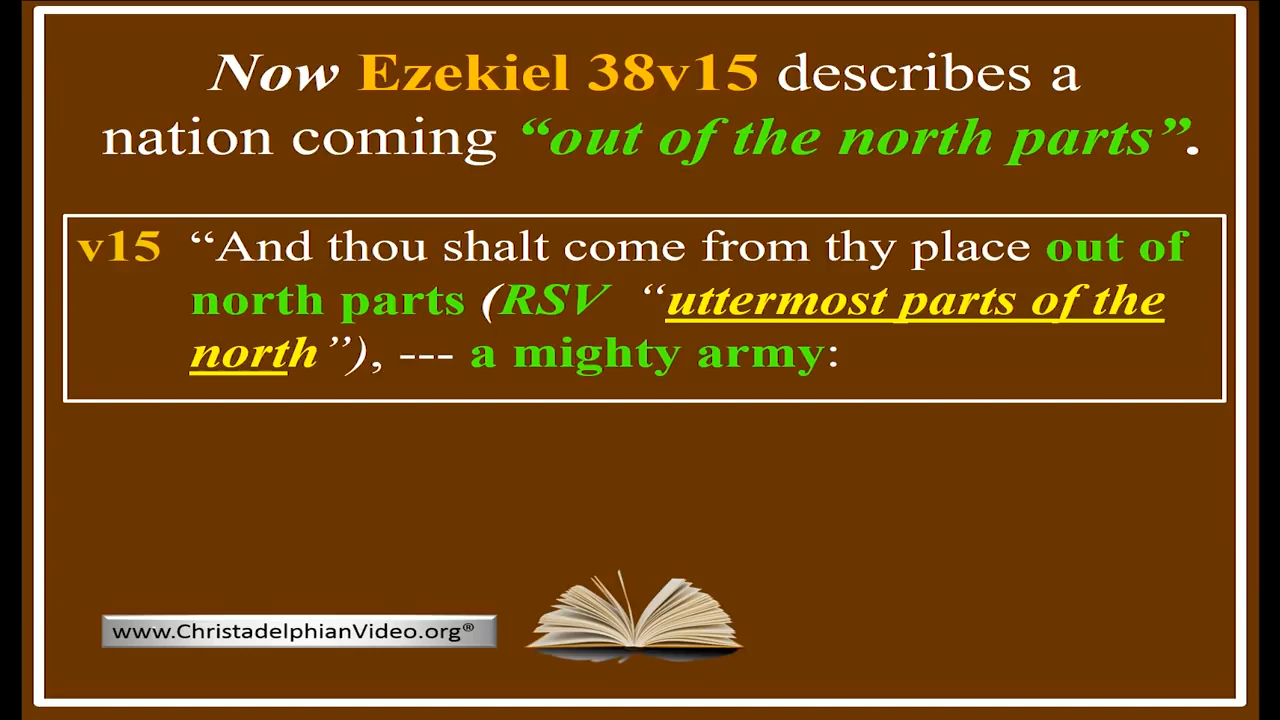 Now Ezekiel 38v15 describes a
nation coming “out of the north parts”.
v15 “And thou shalt come from thy place out of
north parts (RSV “uttermost parts of the
north”), --- a mighty army:
www.ChristadelphianVideo.org®